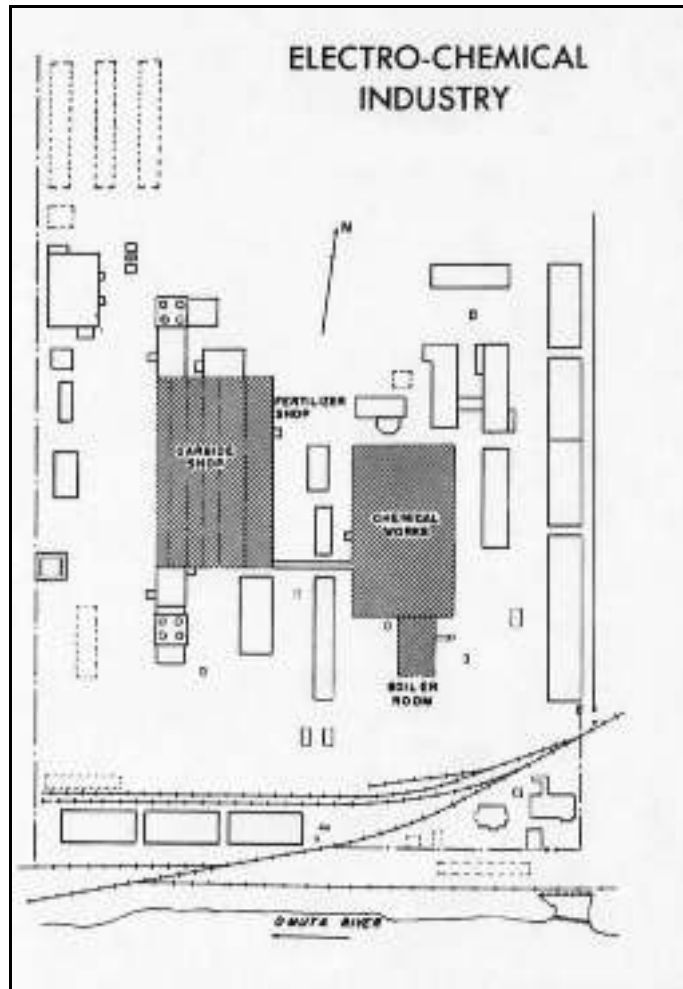 ELECTRO-CHEMICAL
INDUSTRY
N
FERTILIZER
SHOP
CARBIDE
SHOP
CHEMICAL
WORKS
BOILER
ROOM
OMUTA RIVER